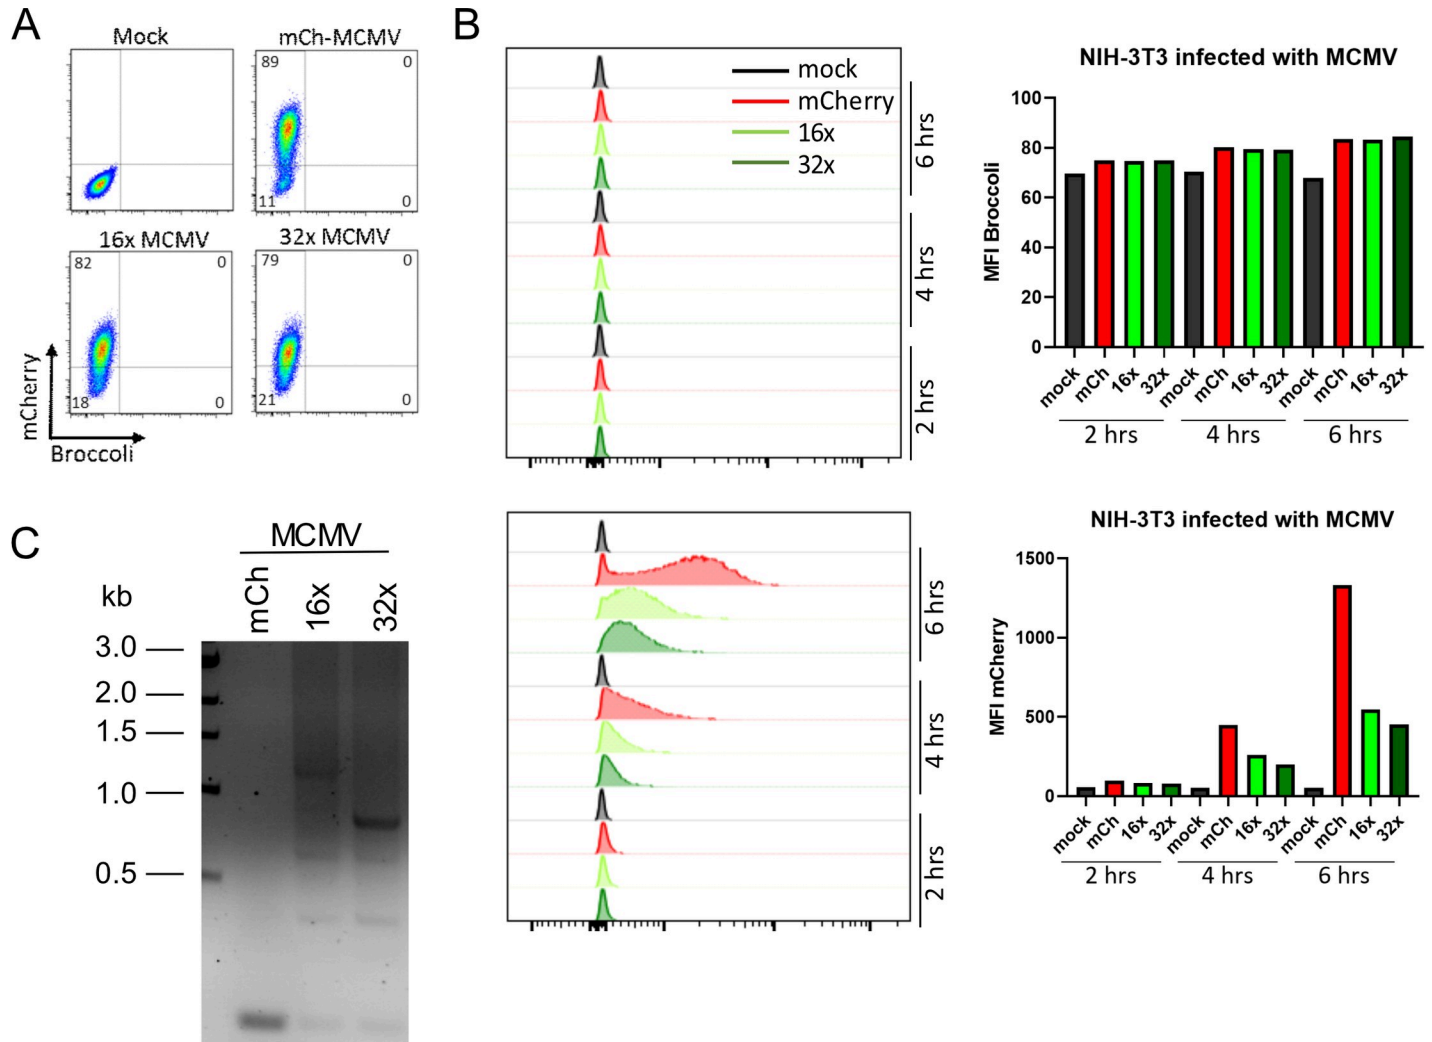 A
Mock
mCh-MCMV
89
0
11
0
16x MCMV
32x MCMV
82
0
79
0
18
0
21
0
mCherry
Broccoli
B
mock
mCherry
16x
32x
6 hrs
4 hrs
2 hrs
NIH-3T3 infected with MCMV
MFI Broccoli
100
80
60
40
20
0
mock
mCh
16x
32x
mock
mCh
16x
32x
mock
mCh
16x
32x
2 hrs
4 hrs
6 hrs
6 hrs
4 hrs
2 hrs
NIH-3T3 infected with MCMV
MFI mCherry
1500
1000
500
0
mock
mCh
16x
32x
mock
mCh
16x
32x
mock
mCh
16x
32x
2 hrs
4 hrs
6 hrs
C
MCMV
kb
mCh
16x
32x
3.0
2.0
1.5
1.0
0.5